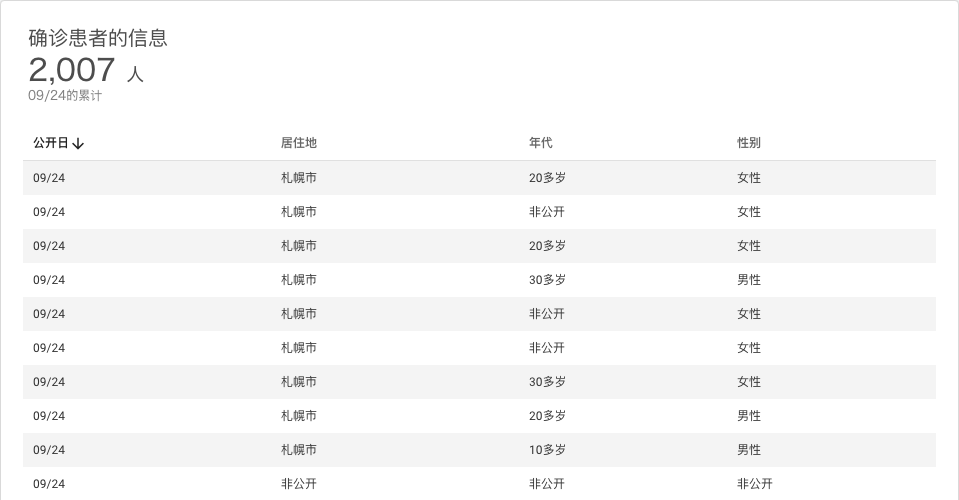 确诊患者的信息
2,007 人
09/24的累计
公开日 居住地 年代 性别
09/24 札幌市 20多岁 女性
09/24 札幌市 非公开 女性
09/24 札幌市 20多岁 女性
09/24 札幌市 30多岁 男性
09/24 札幌市 非公开 女性
09/24 札幌市 非公开 女性
09/24 札幌市 30多岁 女性
09/24 札幌市 20多岁 男性
09/24 札幌市 10多岁 男性
09/24 非公开 非公开 非公开